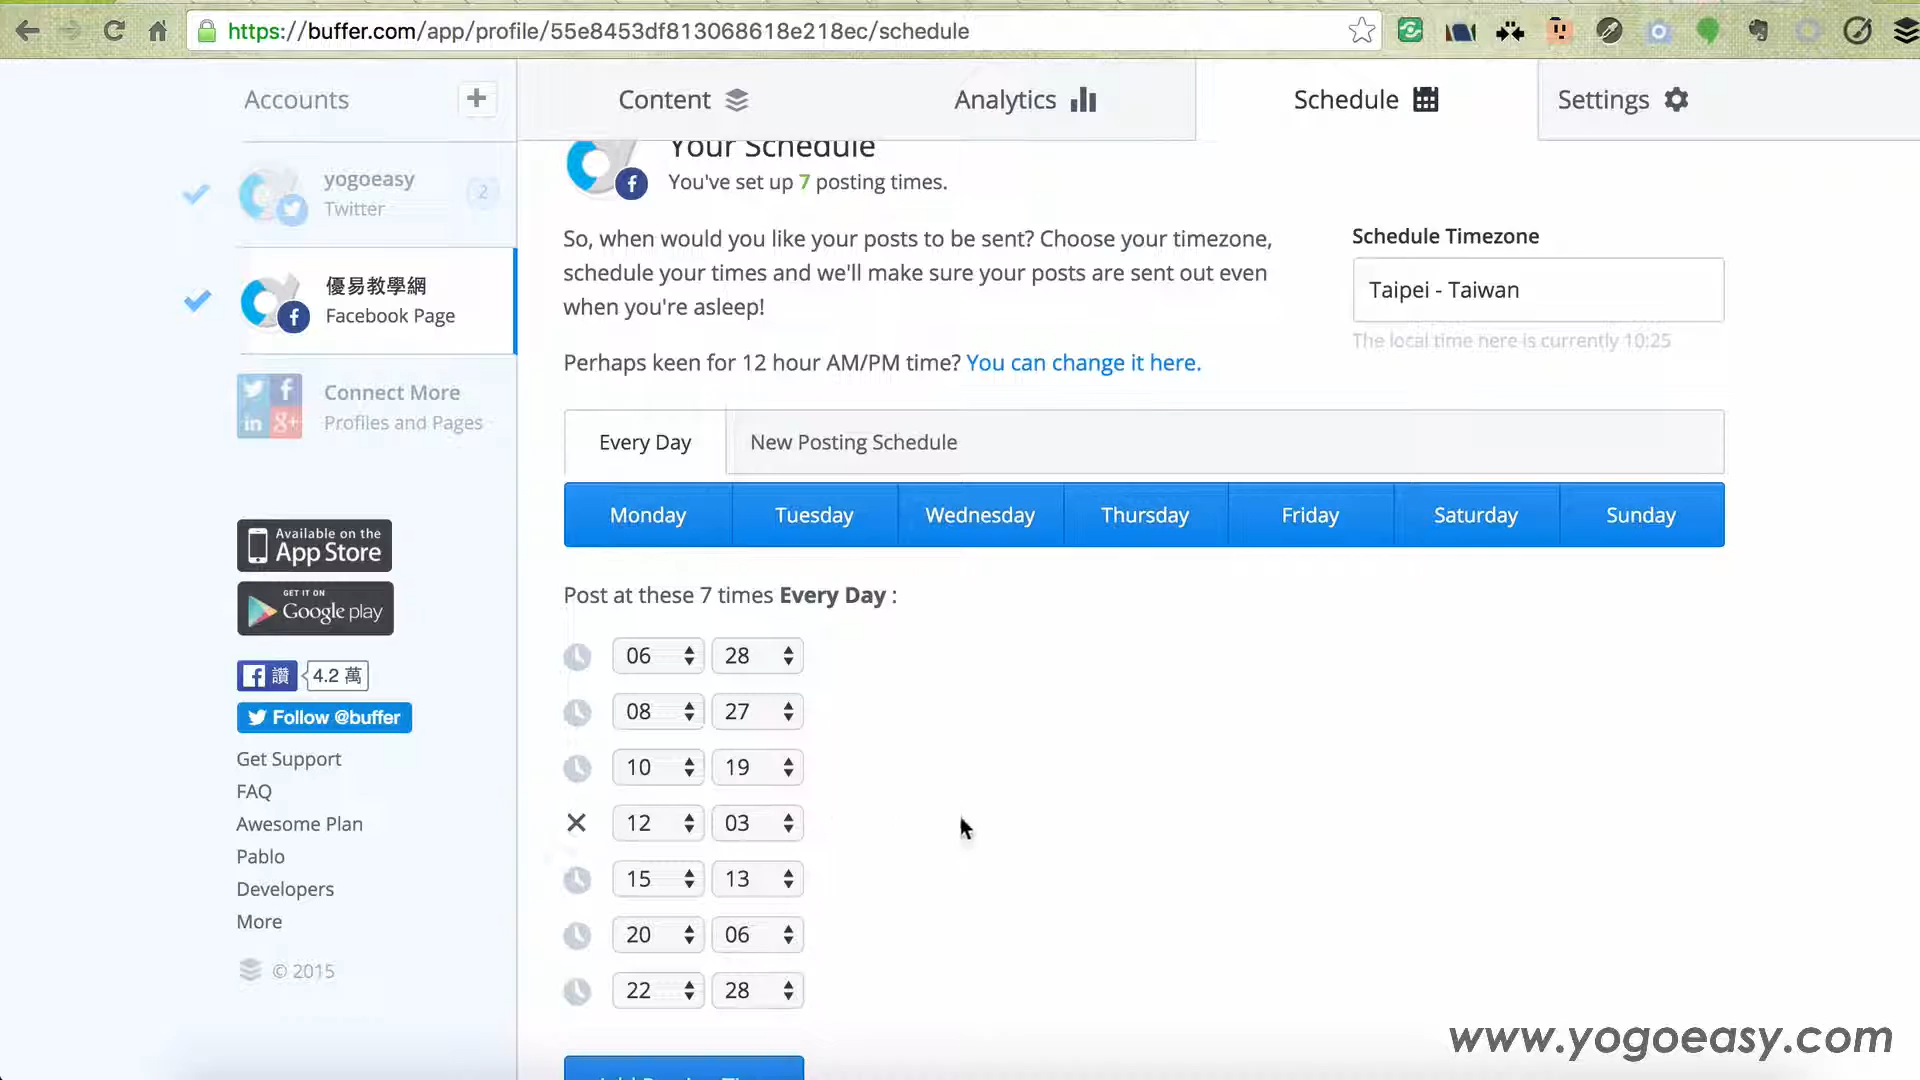 https://buffer.com/app/profile/55e8453df813068618e218ec/schedule
Accounts
Content
Analytics
Schedule
Settings
yogoeasy
Twitter
2
優易教學網
Facebook Page
Connect More
Profiles and Pages
Available on the
App Store
GET IT ON
Google play
讚
4.2 萬
Follow @buffer
Get Support
FAQ
Awesome Plan
Pablo
Developers
More
© 2015
Your Schedule
You've set up 7 posting times.
So, when would you like your posts to be sent? Choose your timezone,
schedule your times and we'll make sure your posts are sent out even
when you're asleep!
Schedule Timezone
Taipei - Taiwan
The local time here is currently 10:25
Perhaps keen for 12 hour AM/PM time? You can change it here.
Every Day
New Posting Schedule
Monday
Tuesday
Wednesday
Thursday
Friday
Saturday
Sunday
Post at these 7 times Every Day :
06 28
08 27
10 19
12 03
15 13
20 06
22 28
www.yogoeasy.com